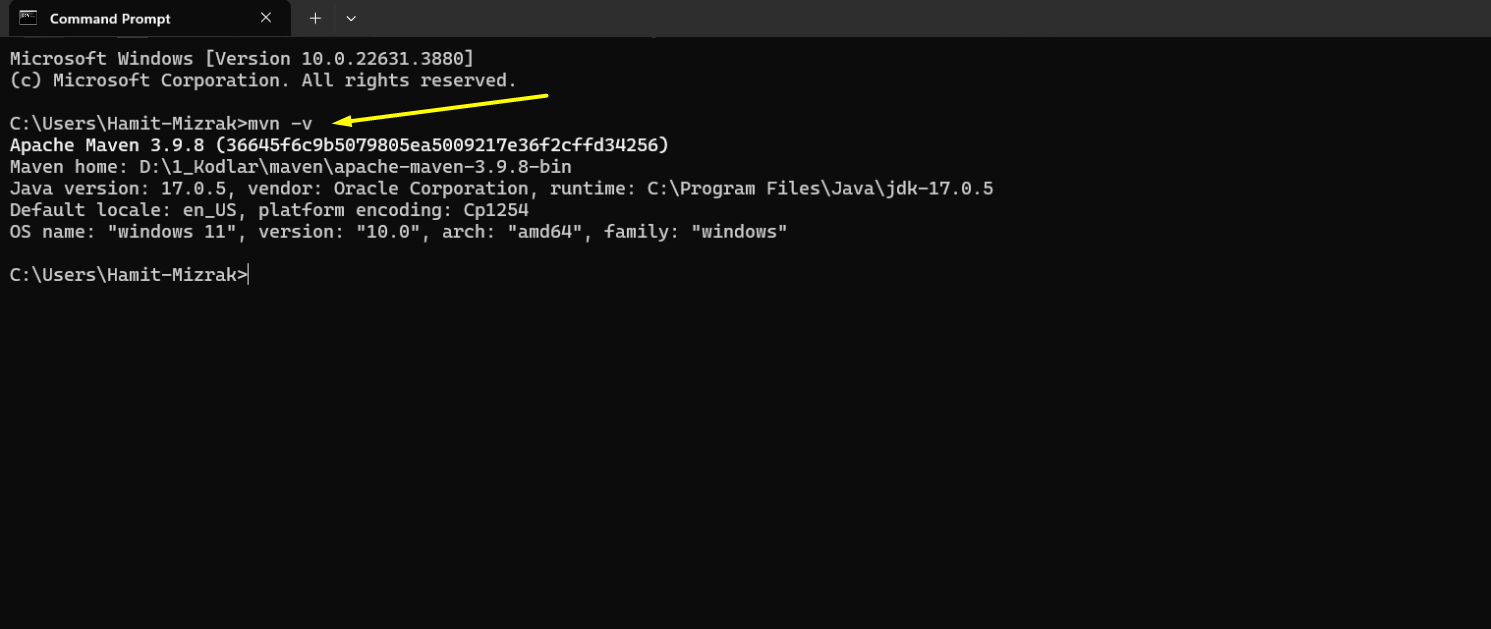 Command Prompt
Microsoft Windows [Version 10.0.22631.3880]
(c) Microsoft Corporation. All rights reserved.
C:\Users\Hamit-Mizrak>mvn -v
Apache Maven 3.9.8 (36645f6c9b5079805ea5009217e36f2cffd34256)
Maven home: D:\1_Kodlar\maven\apache-maven-3.9.8-bin
Java version: 17.0.5, vendor: Oracle Corporation, runtime: C:\Program Files\Java\jdk-17.0.5
Default locale: en_US, platform encoding: Cp1254
OS name: "windows 11", version: "10.0", arch: "amd64", family: "windows"
C:\Users\Hamit-Mizrak>